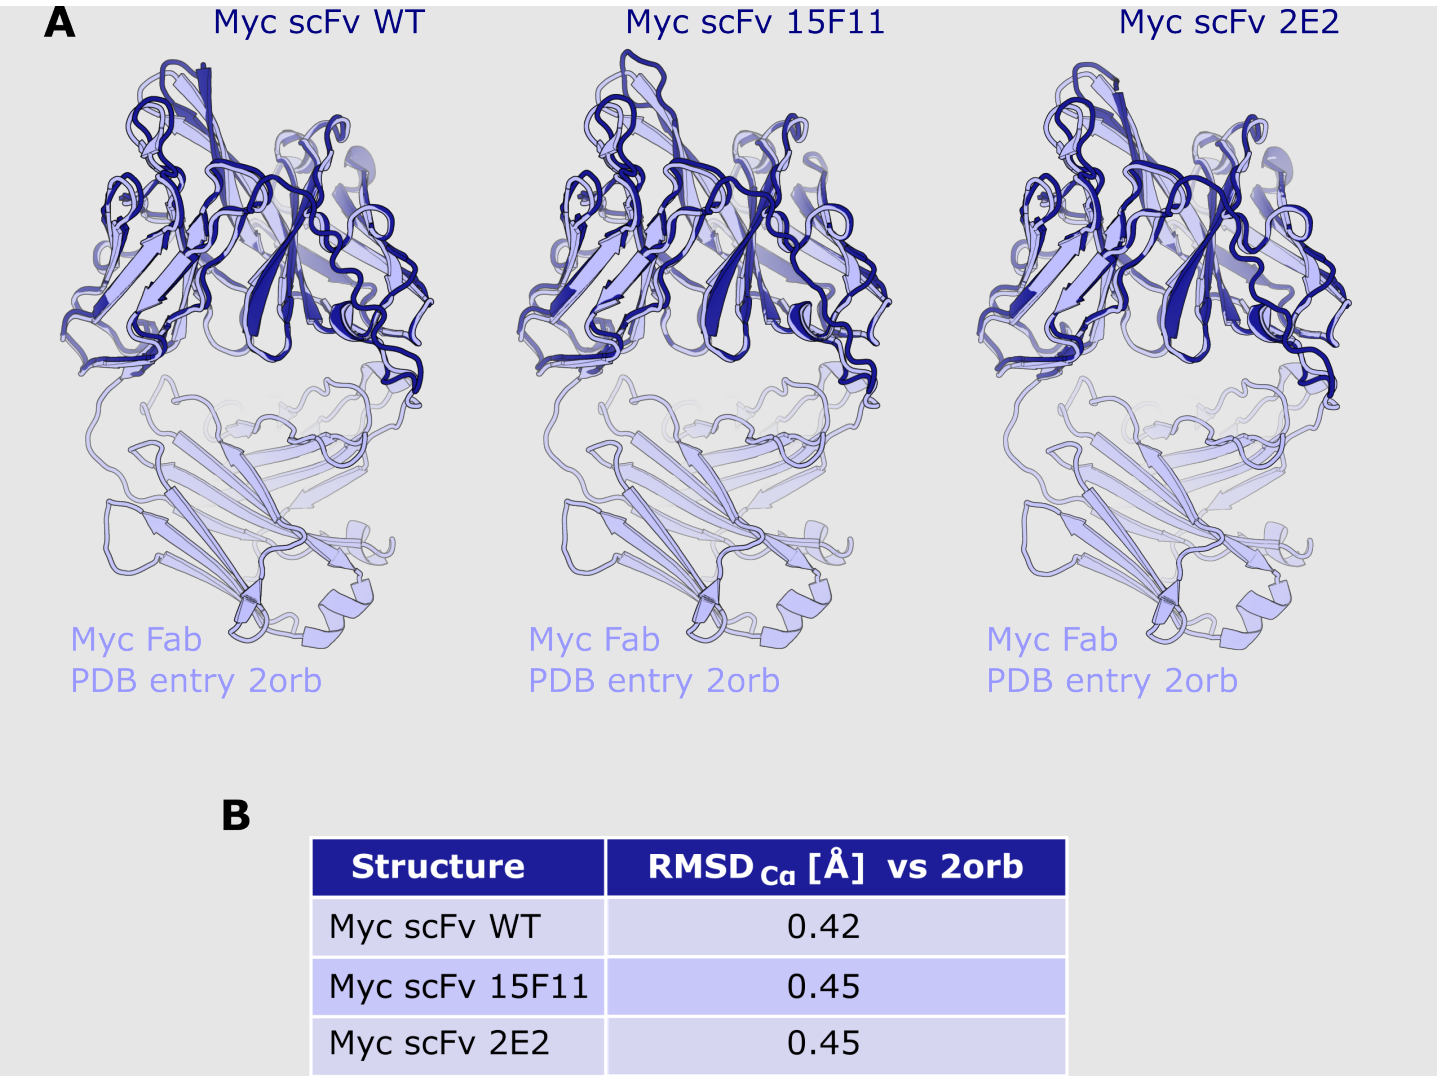 A
Myc scFv WT
Myc scFv 15F11
Myc scFv 2E2
Myc Fab
PDB entry 2orb
Myc Fab
PDB entry 2orb
Myc Fab
PDB entry 2orb
B
Structure RMSD Cα [Å] vs 2orb
Myc scFv WT 0.42
Myc scFv 15F11 0.45
Myc scFv 2E2 0.45